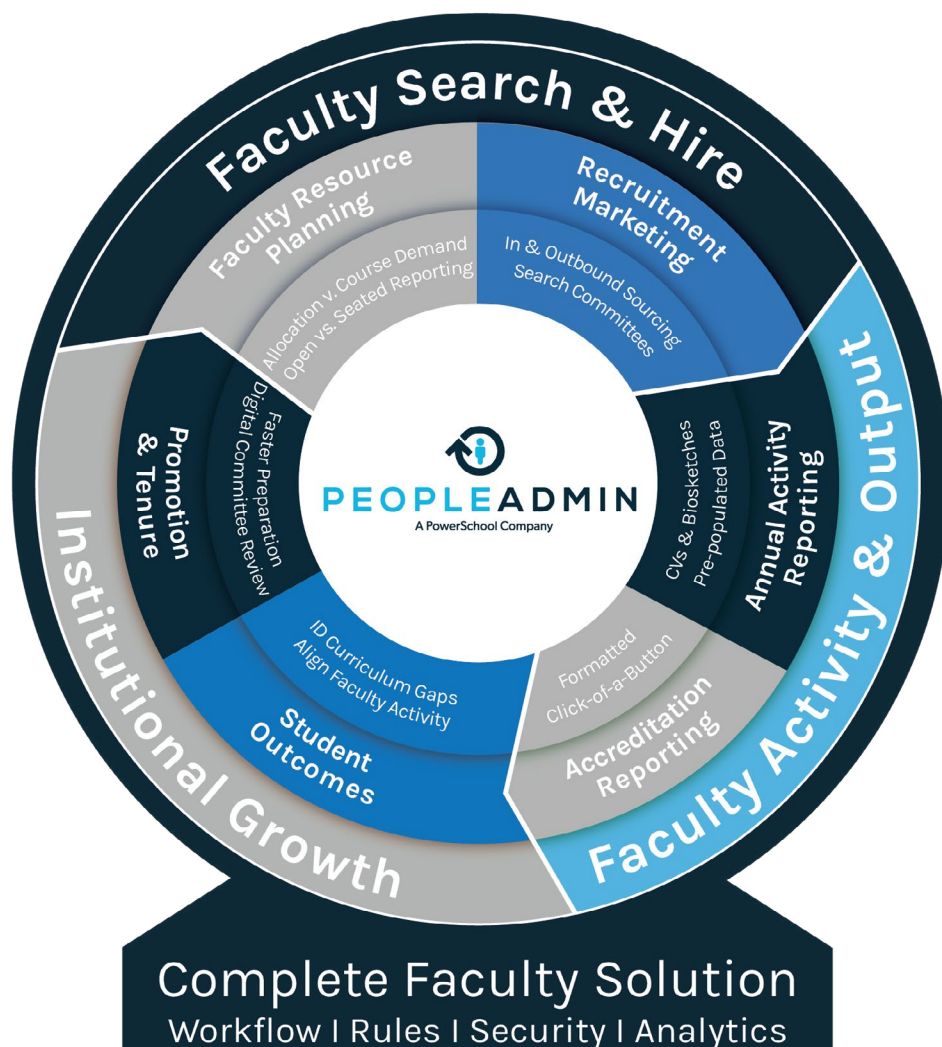 Faculty Search & Hire
Faculty Resource
Planning
Allocation v. Course Demand
Open vs. Seated Reporting
Recruitment
Marketing
In & Outbound Sourcing
Search Committees
Faculty Activity & Output
Annual Activity
Reporting
CVs & Biosketches
Pre-populated Data
Accreditation
Reporting
Formatted
Click-of-a-Button
Institutional Growth
Student
Outcomes
ID Curriculum Gaps
Align Faculty Activity
Promotion
& Tenure
Faster Preparation
Digital Committee Review
PEOPLEADMIN
A PowerSchool Company
Complete Faculty Solution
Workflow | Rules | Security | Analytics